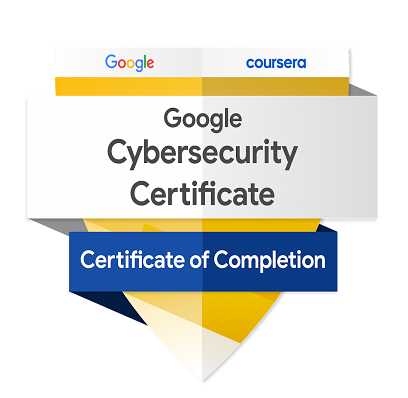 Google coursera
Google
Cybersecurity
Certificate
Certificate of Completion